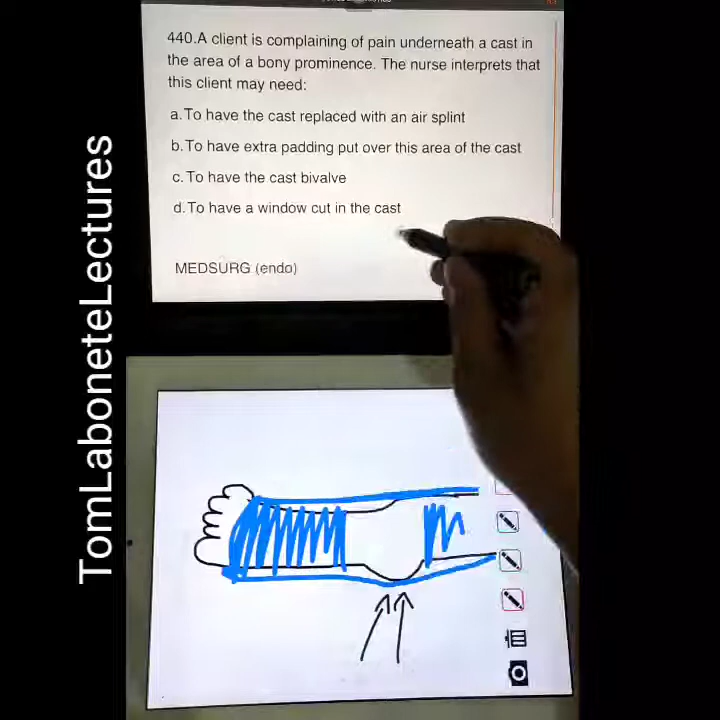 440.A client is complaining of pain underneath a cast in
the area of a bony prominence. The nurse interprets that
this client may need:
a. To have the cast replaced with an air splint
b. To have extra padding put over this area of the cast
c. To have the cast bivalve
d. To have a window cut in the cast
MEDSURG (endo)
TomLaboneteLectures